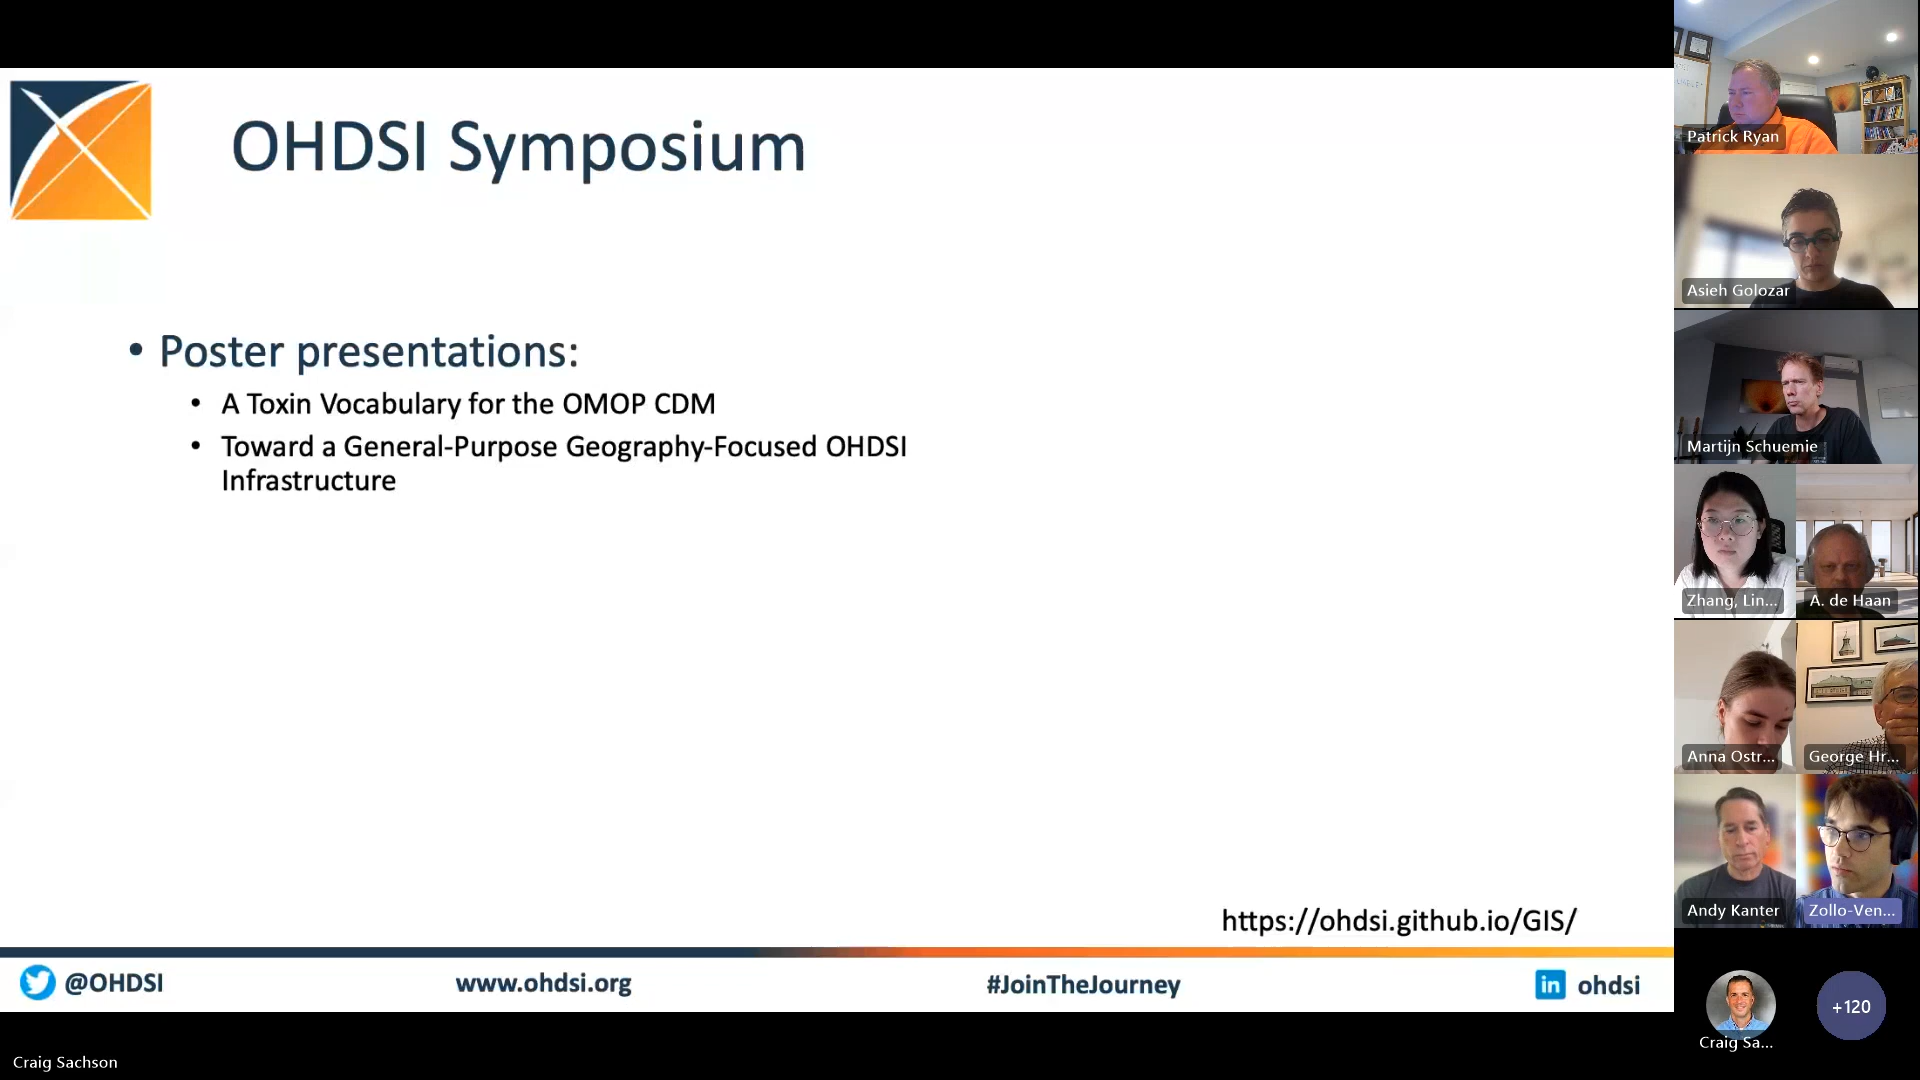 OHDSI Symposium
• Poster presentations:
• A Toxin Vocabulary for the OMOP CDM
• Toward a General-Purpose Geography-Focused OHDSI
Infrastructure
https://ohdsi.github.io/GIS/
@OHDSI
www.ohdsi.org
#JoinTheJourney
in ohdsi
Craig Sachson
Patrick Ryan
Asieh Golozar
Martijn Schuemie
Zhang, Lin...
A. de Haan
Anna Ostr...
George Hr...
Andy Kanter
Zollo-Ven...
Craig Sa...
+120